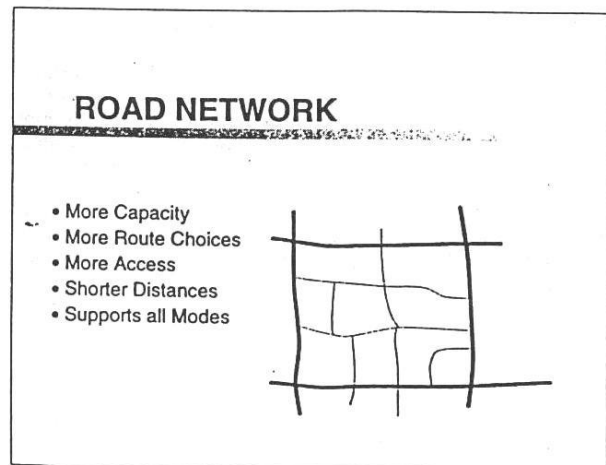 ROAD NETWORK
• More Capacity
• More Route Choices
• More Access
• Shorter Distances
• Supports all Modes